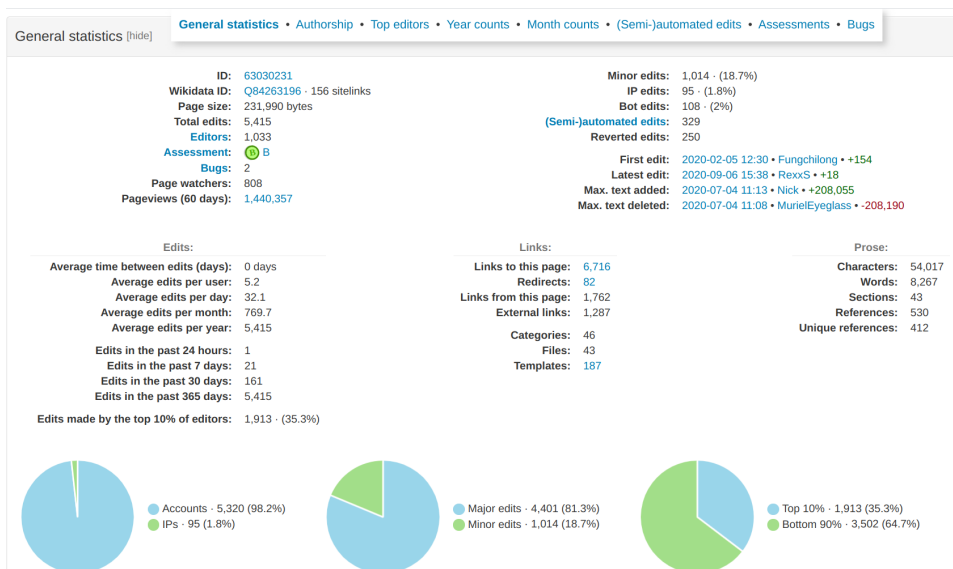 General statistics • Authorship • Top editors • Year counts • Month counts • (Semi-)automated edits • Assessments • Bugs
General statistics [hide]
ID: 63030231
Wikidata ID: Q84263196 · 156 sitelinks
Page size: 231,990 bytes
Total edits: 5,415
Editors: 1,033
Assessment: B B
Bugs: 2
Page watchers: 808
Pageviews (60 days): 1,440,357
Minor edits: 1,014 · (18.7%)
IP edits: 95 · (1.8%)
Bot edits: 108 · (2%)
(Semi-)automated edits: 329
Reverted edits: 250
First edit: 2020-02-05 12:30 • Fungchilong • +154
Latest edit: 2020-09-06 15:38 • RexxS • +18
Max. text added: 2020-07-04 11:13 • Nick • +208,055
Max. text deleted: 2020-07-04 11:08 • MurielEyeglass • -208,190
Edits:
Average time between edits (days): 0 days
Average edits per user: 5.2
Average edits per day: 32.1
Average edits per month: 769.7
Average edits per year: 5,415
Edits in the past 24 hours: 1
Edits in the past 7 days: 21
Edits in the past 30 days: 161
Edits in the past 365 days: 5,415
Edits made by the top 10% of editors: 1,913 · (35.3%)
Links:
Links to this page: 6,716
Redirects: 82
Links from this page: 1,762
External links: 1,287
Categories: 46
Files: 43
Templates: 187
Prose:
Characters: 54,017
Words: 8,267
Sections: 43
References: 530
Unique references: 412
Accounts · 5,320 (98.2%)
IPs · 95 (1.8%)
Major edits · 4,401 (81.3%)
Minor edits · 1,014 (18.7%)
Top 10% · 1,913 (35.3%)
Bottom 90% · 3,502 (64.7%)